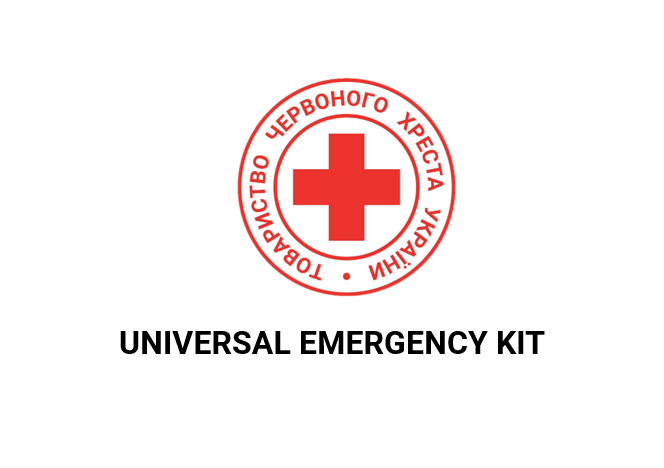 ТОВАРИСТВО ЧЕРВОНОГО ХРЕСТА УКРАЇНИ •
UNIVERSAL EMERGENCY KIT